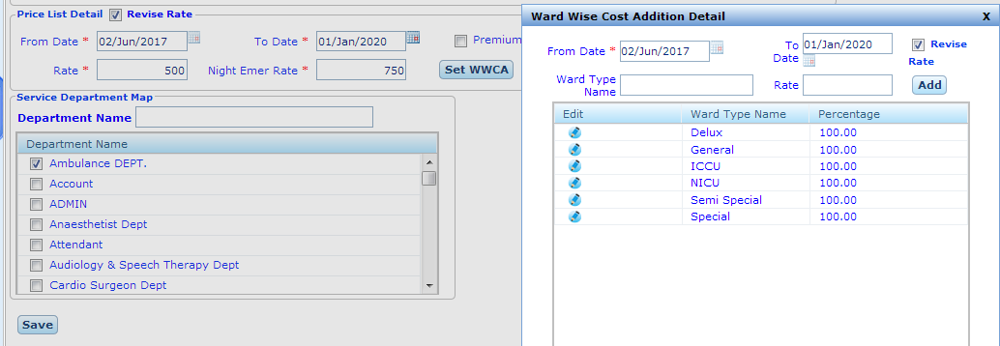 Price List Detail Revise Rate
From Date * 02/Jun/2017 To Date * 01/Jan/2020 Premium
Rate * 500 Night Emer Rate * 750 Set WWCA
Service Department Map
Department Name
Department Name
Ambulance DEPT.
Account
ADMIN
Anaesthetist Dept
Attendant
Audiology & Speech Therapy Dept
Cardio Surgeon Dept
Save
Ward Wise Cost Addition Detail X
From Date * 02/Jun/2017 To Date 01/Jan/2020 Revise Rate
Ward Type Name Rate Add
Edit Ward Type Name Percentage
Delux 100.00
General 100.00
ICCU 100.00
NICU 100.00
Semi Special 100.00
Special 100.00